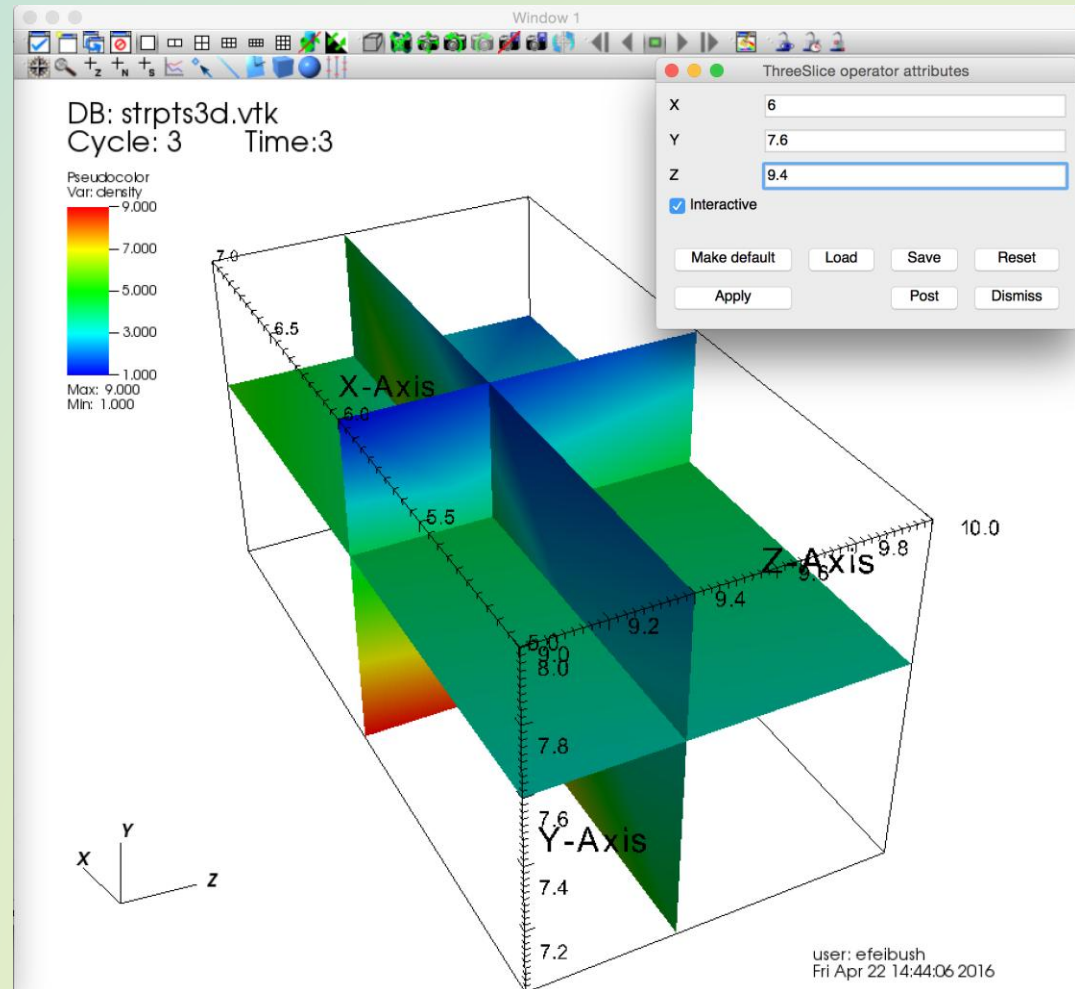 Window 1
+z
+N
+s
ThreeSlice operator attributes
X 6
Y 7.6
Z 9.4
Interactive
Make default Load Save Reset
Apply Post Dismiss
DB: strpts3d.vtk
Cycle: 3 Time:3
Pseudocolor
Var: density
9.000
7.000
5.000
3.000
1.000
Max: 9.000
Min: 1.000
7.0
6.5
X-Axis
6.0
5.5
5.0
10.0
9.8
Z-Axis
9.6
9.4
9.2
9.0
8.0
7.8
7.6
Y-Axis
7.4
7.2
Y
X
Z
user: efeibush
Fri Apr 22 14:44:06 2016